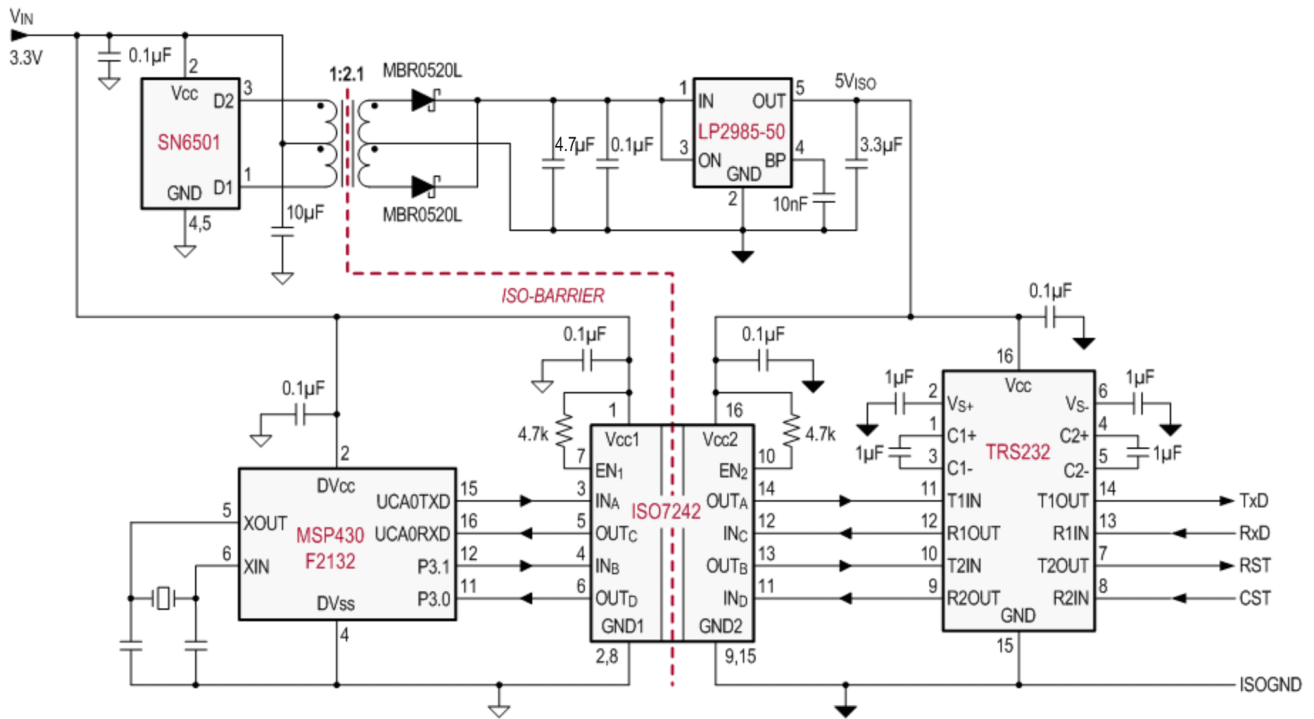 VIN
3.3V
0.1µF
2
Vcc
D2
3
SN6501
D1
1
GND
4,5
10µF
1:2.1
MBR0520L
MBR0520L
4.7µF
0.1µF
1
IN
OUT
5
LP2985-50
3
ON
BP
4
GND
2
10nF
5VISO
3.3µF
ISO-BARRIER
0.1µF
0.1µF
0.1µF
0.1µF
4.7k
4.7k
2
DVcc
5
XOUT
6
XIN
MSP430
F2132
UCA0TXD
15
UCA0RXD
16
P3.1
12
P3.0
11
DVss
4
1
Vcc1
7
EN1
3
INA
5
OUTC
4
INB
6
OUTD
GND1
2,8
ISO7242
16
Vcc2
10
EN2
14
OUTA
12
INC
13
OUTB
11
IND
GND2
9,15
16
Vcc
1µF
2
VS+
1
C1+
1µF
3
C1-
TRS232
VS-
6
1µF
C2+
4
C2-
5
1µF
11
T1IN
T1OUT
14
TxD
12
R1OUT
R1IN
13
RxD
10
T2IN
T2OUT
7
RST
9
R2OUT
R2IN
8
CST
GND
15
ISOGND